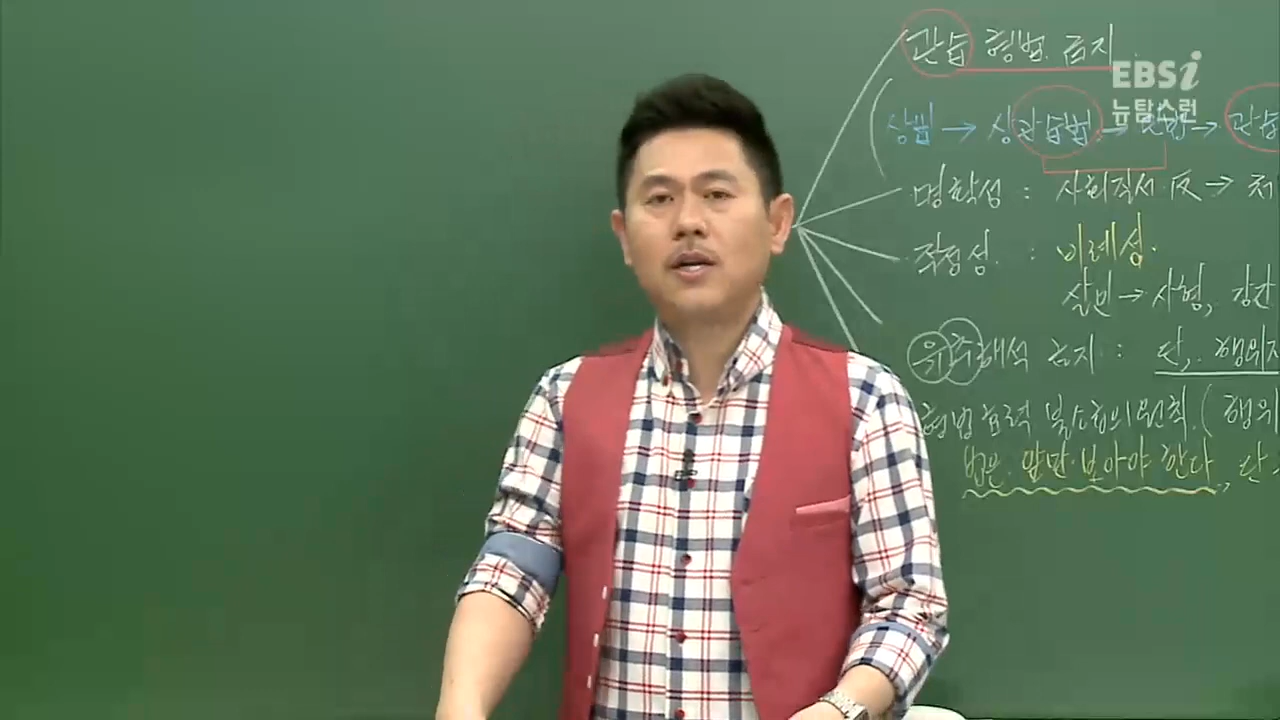 관습 형법 금지
EBSi
뉴탐스런
상법 → 상관습법 → 민법 → 관습
명확성 : 사회질서 反 → 처
적정성 : 비례성.
살인 → 사형, 강간
유추해석 금지 : 단, 행위자
형법효력 불소급의 원칙. (행위
법은 앞만 보아야 한다, 단